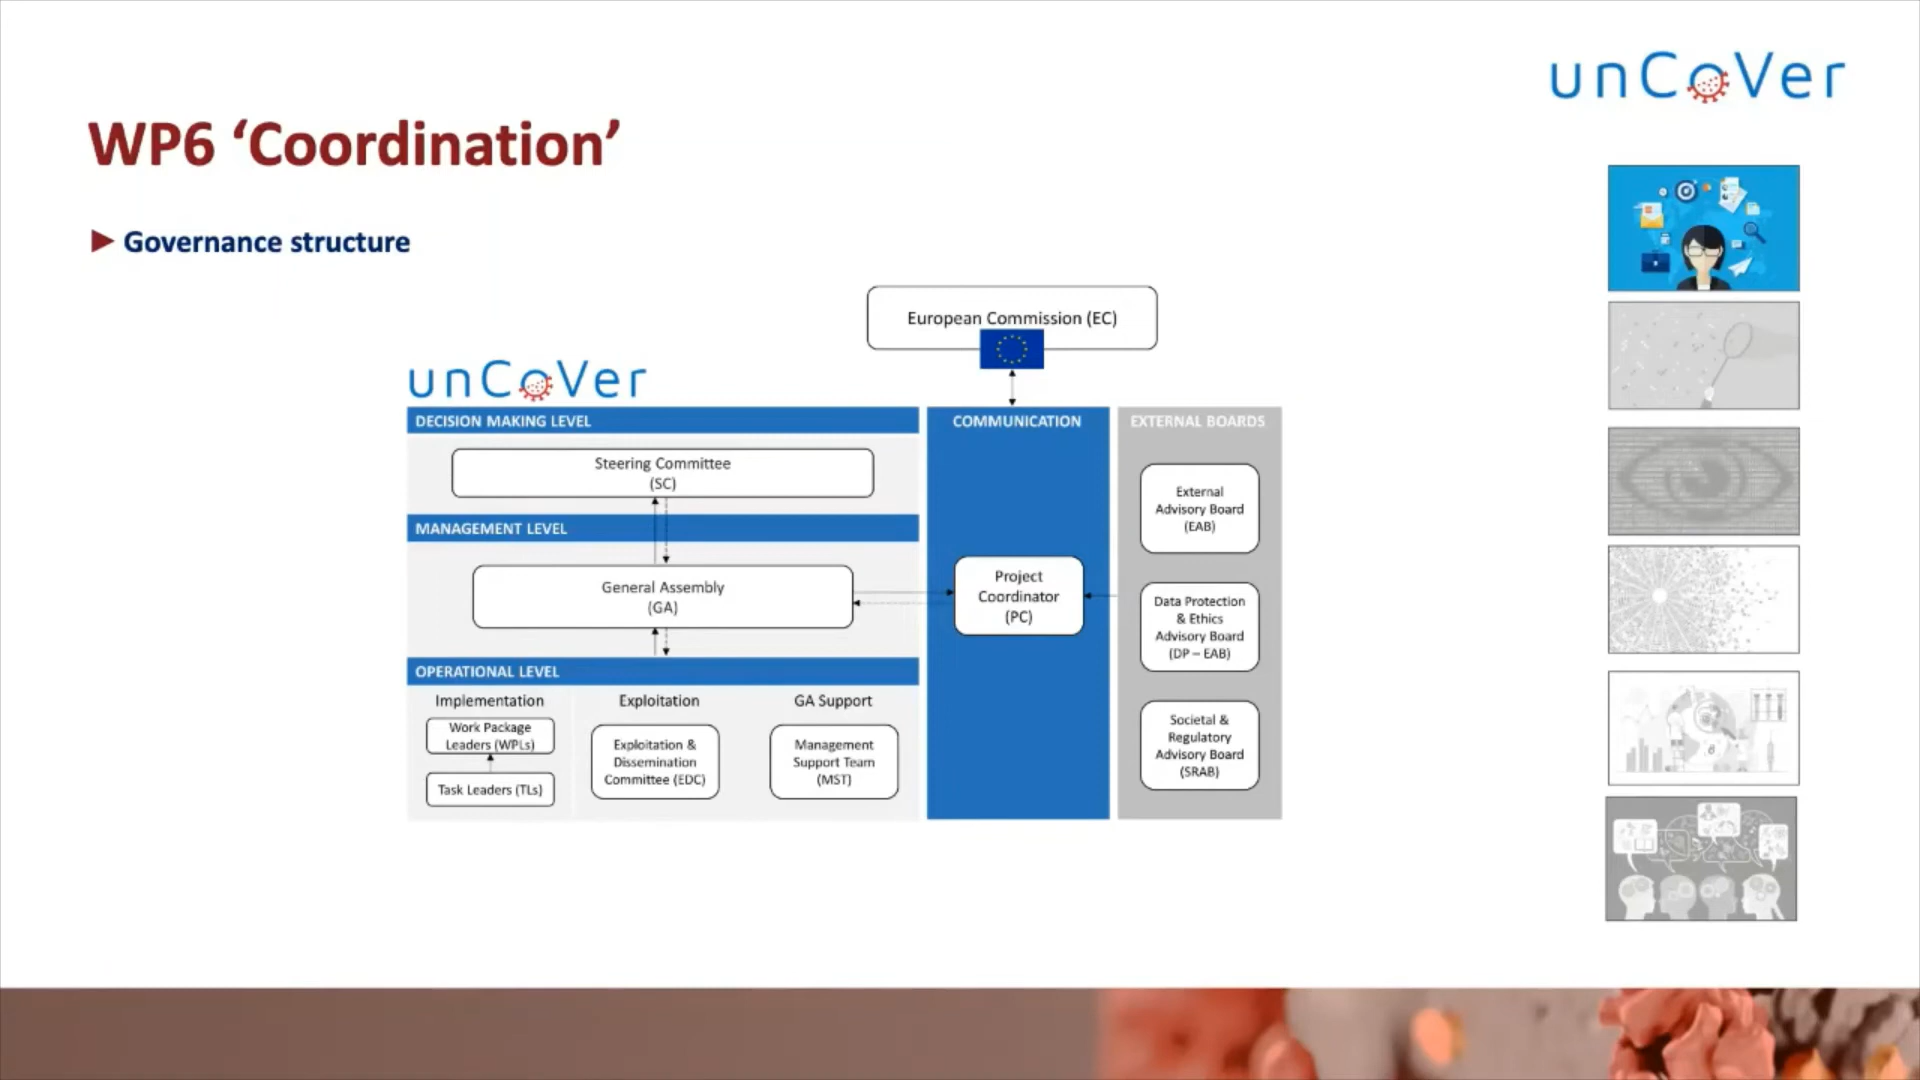 unCoVer
WP6 ‘Coordination’
Governance structure
European Commission (EC)
unCoVer
DECISION MAKING LEVEL
Steering Committee
(SC)
MANAGEMENT LEVEL
General Assembly
(GA)
OPERATIONAL LEVEL
Implementation
Work Package
Leaders (WPLs)
Task Leaders (TLs)
Exploitation
Exploitation &
Dissemination
Committee (EDC)
GA Support
Management
Support Team
(MST)
COMMUNICATION
Project
Coordinator
(PC)
EXTERNAL BOARDS
External
Advisory Board
(EAB)
Data Protection
& Ethics
Advisory Board
(DP – EAB)
Societal &
Regulatory
Advisory Board
(SRAB)